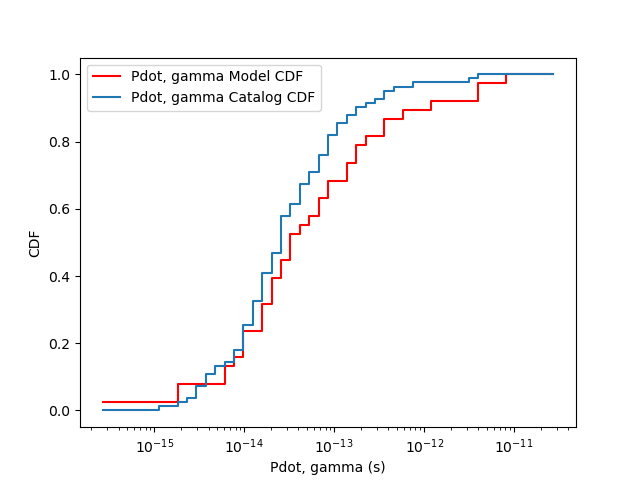 Pdot, gamma Model CDF
Pdot, gamma Catalog CDF
1.0
0.8
0.6
0.4
0.2
0.0
CDF
10⁻¹⁵ 10⁻¹⁴ 10⁻¹³ 10⁻¹² 10⁻¹¹
Pdot, gamma (s)